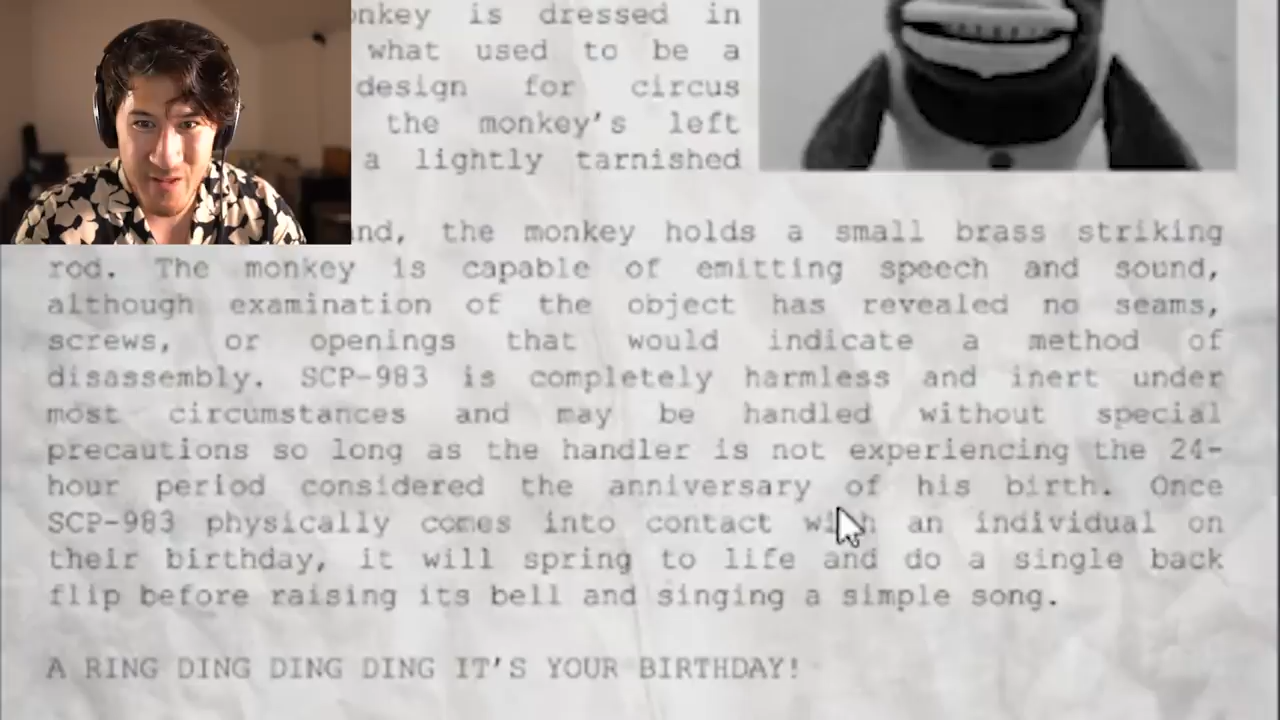 onkey is dressed in
what used to be a
design for circus
the monkey's left
a lightly tarnished
nd, the monkey holds a small brass striking
rod. The monkey is capable of emitting speech and sound,
although examination of the object has revealed no seams,
screws, or openings that would indicate a method of
disassembly. SCP-983 is completely harmless and inert under
most circumstances and may be handled without special
precautions so long as the handler is not experiencing the 24-
hour period considered the anniversary of his birth. Once
SCP-983 physically comes into contact with an individual on
their birthday, it will spring to life and do a single back
flip before raising its bell and singing a simple song.
A RING DING DING DING IT'S YOUR BIRTHDAY!